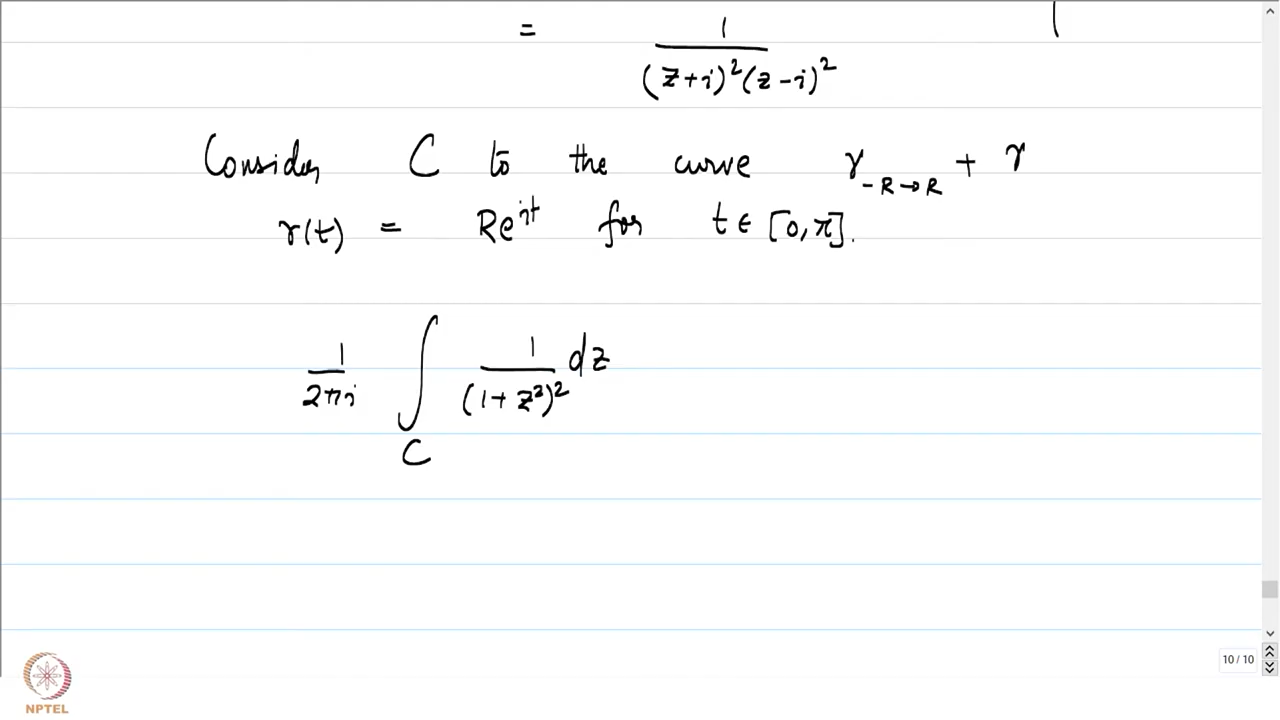 = 1 / (z+i)²(z-i)²
Consider C to the curve γ_{-R→R} + γ
γ(t) = Re^{it} for t ∈ [0, π].
1/2πi ∫_C 1/(1+z²)² dz
10 / 10
NPTEL